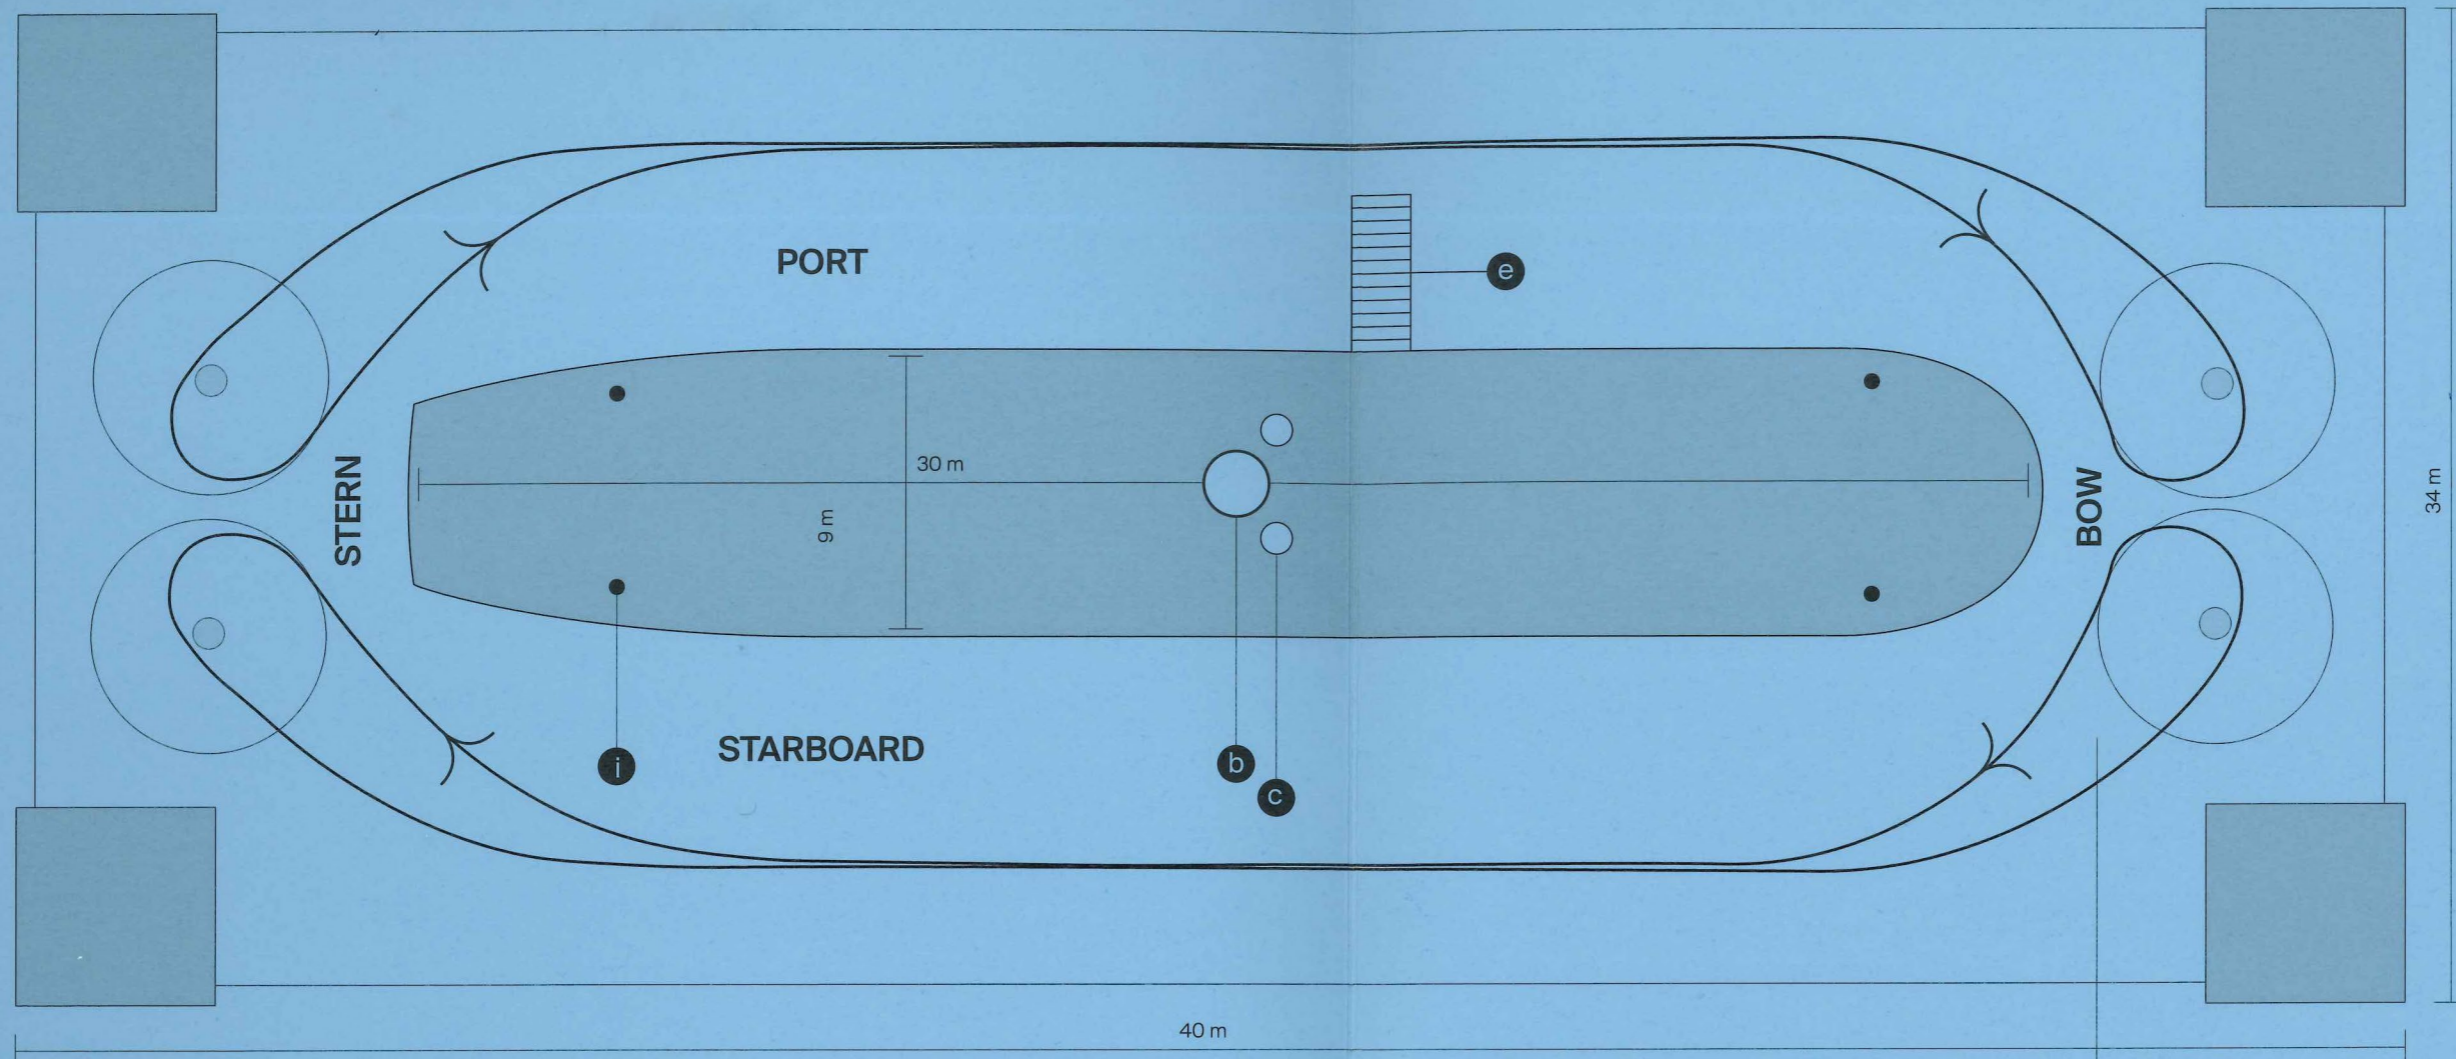 PORT
e
30 m
9 m
STERN
BOW
34 m
i
STARBOARD
b
c
40 m